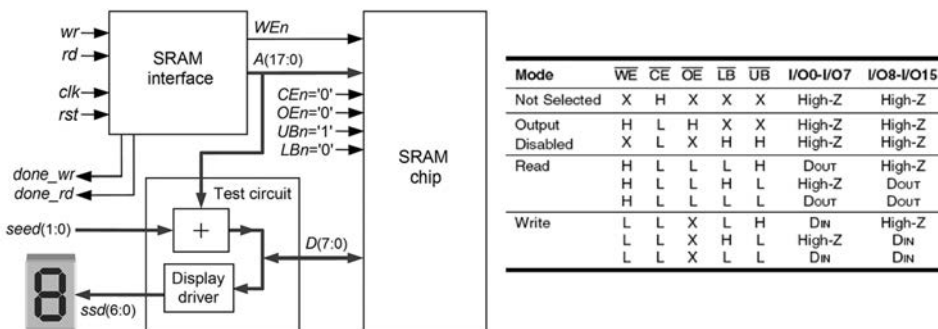 wr
rd
clk
rst
SRAM
interface
WEn
A(17:0)
CEn='0'
OEn='0'
UBn='1'
LBn='0'
SRAM
chip
done_wr
done_rd
Test circuit
seed(1:0)
+
D(7:0)
Display
driver
8
ssd(6:0)
Mode WE CE OE LB UB I/O0-I/O7 I/O8-I/O15
Not Selected X H X X X High-Z High-Z
Output H L H X X High-Z High-Z
Disabled X L X H H High-Z High-Z
Read H L L L H DOUT High-Z
H L L H L High-Z DOUT
H L L L L DOUT DOUT
Write L L X L H DIN High-Z
L L X H L High-Z DIN
L L X L L DIN DIN